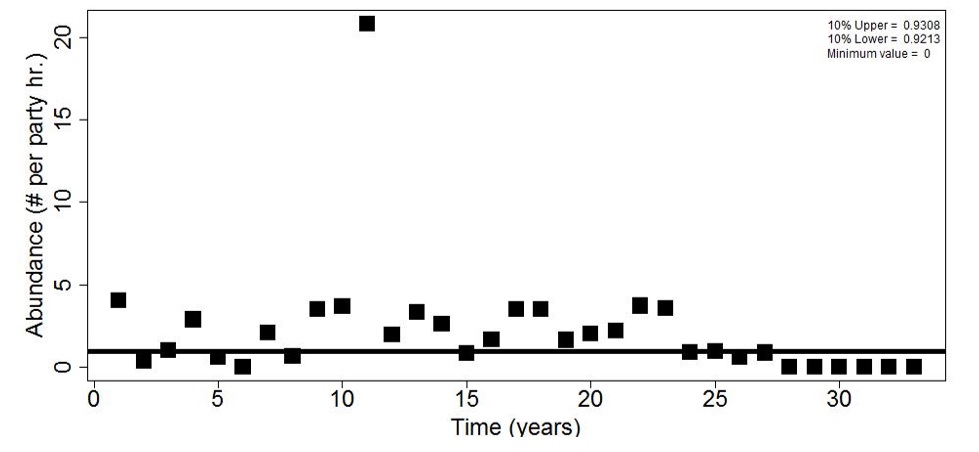 10% Upper = 0.9308
10% Lower = 0.9213
Minimum value = 0
Abundance (# per party hr.)
20
15
10
5
0
0 5 10 15 20 25 30
Time (years)